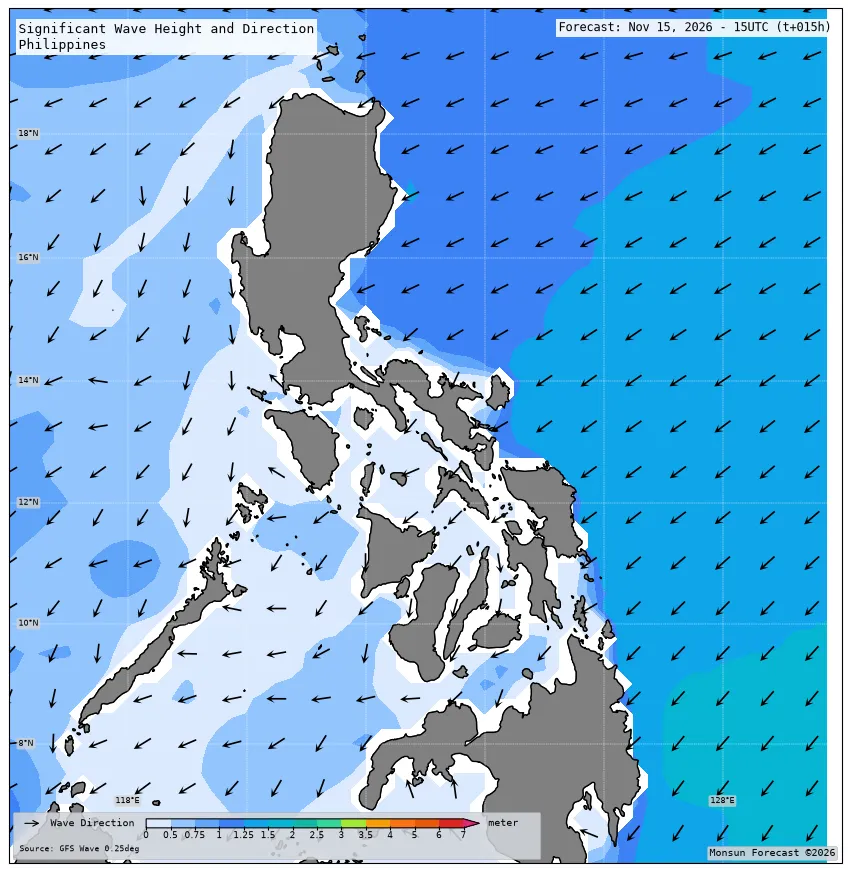 Significant Wave Height and Direction
Philippines
Forecast: Nov 15, 2026 - 15UTC (t+015h)
18°N
16°N
14°N
12°N
10°N
8°N
118°E
128°E
Wave Direction
0 0.5 0.75 1 1.25 1.5 2 2.5 3 3.5 4 5 6 7
meter
Source: GFS Wave 0.25deg
Monsun Forecast ©2026